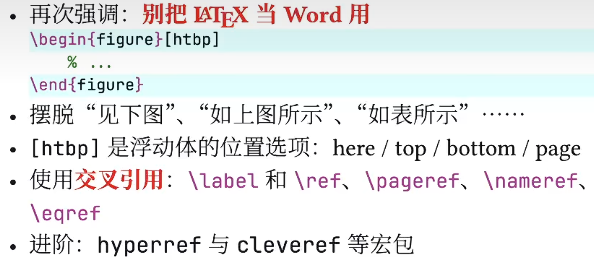 • 再次强调：别把 LATEX 当 Word 用
\begin{figure}[htbp]
% ...
\end{figure}
• 摆脱“见下图”、“如上图所示”、“如表所示”……
• [htbp] 是浮动体的位置选项：here / top / bottom / page
• 使用交叉引用：\label 和 \ref、\pageref、\nameref、
\eqref
• 进阶：hyperref 与 cleveref 等宏包